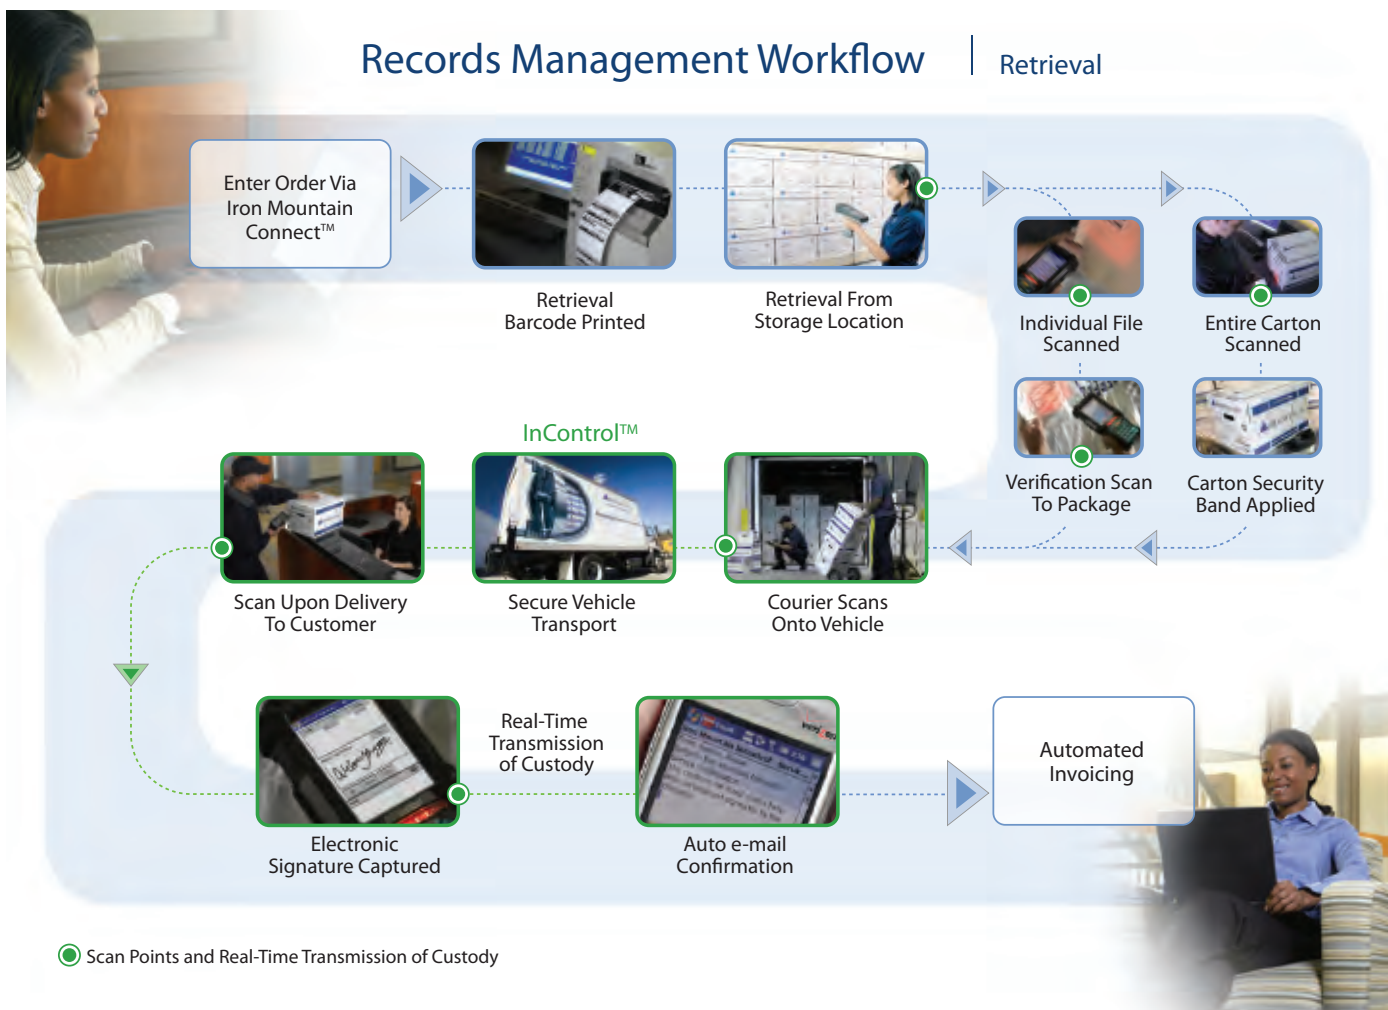 Records Management Workflow
Retrieval
Enter Order Via
Iron Mountain
Connect™
Retrieval
Barcode Printed
Retrieval From
Storage Location
Individual File
Scanned
Entire Carton
Scanned
Verification Scan
To Package
Carton Security
Band Applied
InControl™
Scan Upon Delivery
To Customer
Secure Vehicle
Transport
Courier Scans
Onto Vehicle
Electronic
Signature Captured
Real-Time
Transmission
of Custody
Auto e-mail
Confirmation
Automated
Invoicing
Scan Points and Real-Time Transmission of Custody